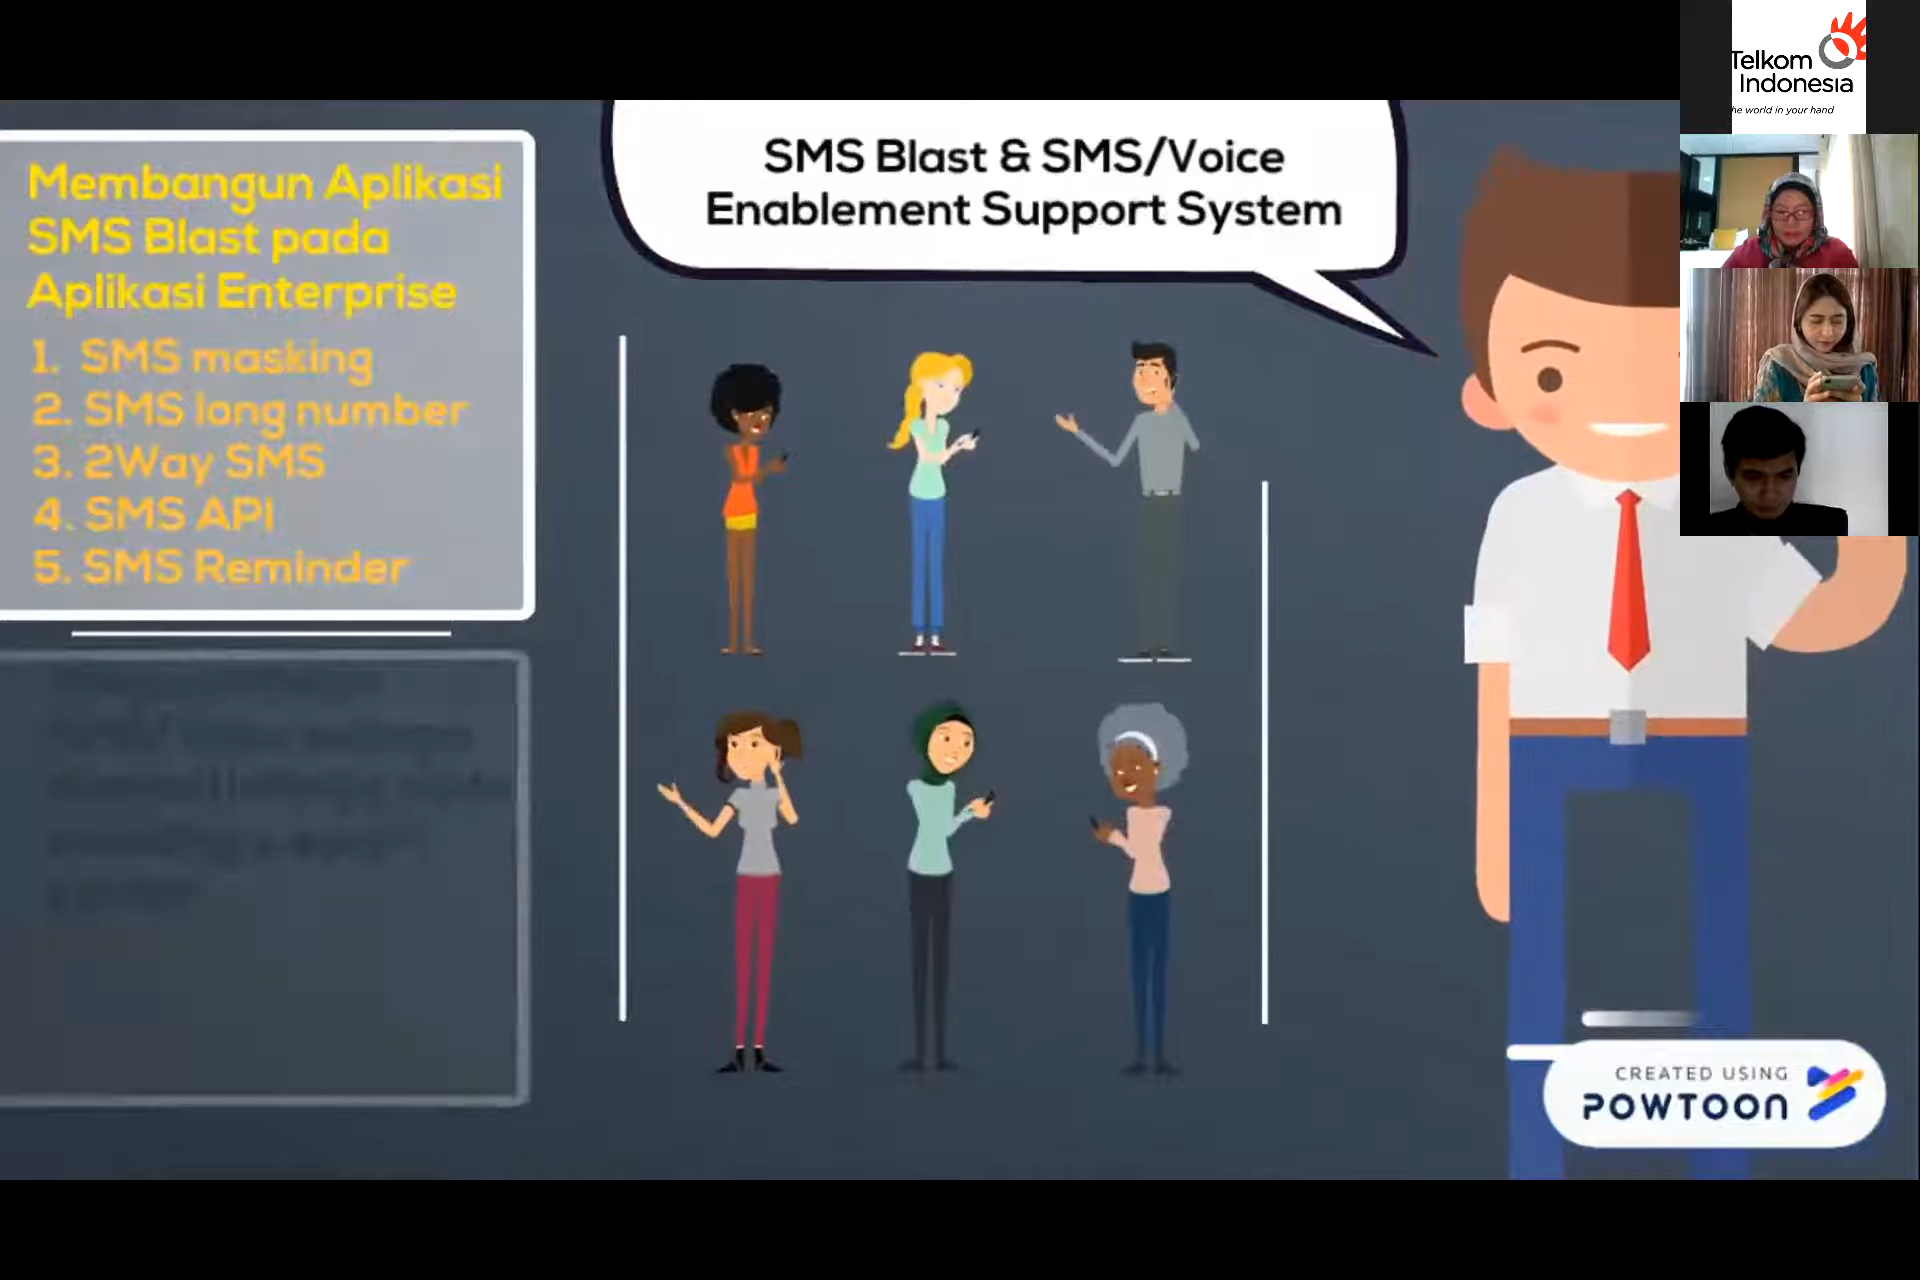 Telkom
Indonesia
he world in your hand
SMS Blast & SMS/Voice
Enablement Support System
Membangun Aplikasi
SMS Blast pada
Aplikasi Enterprise
1. SMS masking
2. SMS long number
3. 2Way SMS
4. SMS API
5. SMS Reminder
CREATED USING
POWTOON